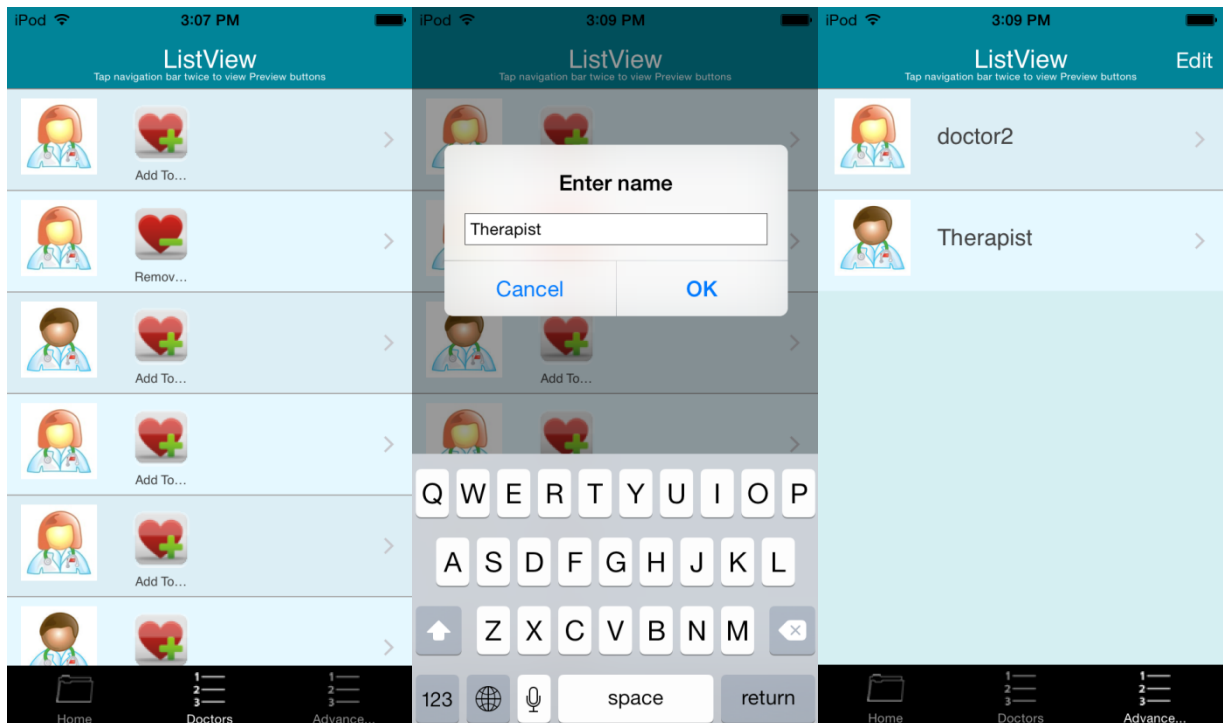 iPod 3:07 PM
ListView
Tap navigation bar twice to view Preview buttons
Add To...
Remov...
Add To...
Add To...
Add To...
Home Doctors Advance...
iPod 3:09 PM
ListView
Tap navigation bar twice to view Preview buttons
Enter name
Therapist
Cancel OK
Add To...
Q W E R T Y U I O P
A S D F G H J K L
Z X C V B N M
123 space return
iPod 3:09 PM
ListView Edit
Tap navigation bar twice to view Preview buttons
doctor2
Therapist
Home Doctors Advance...